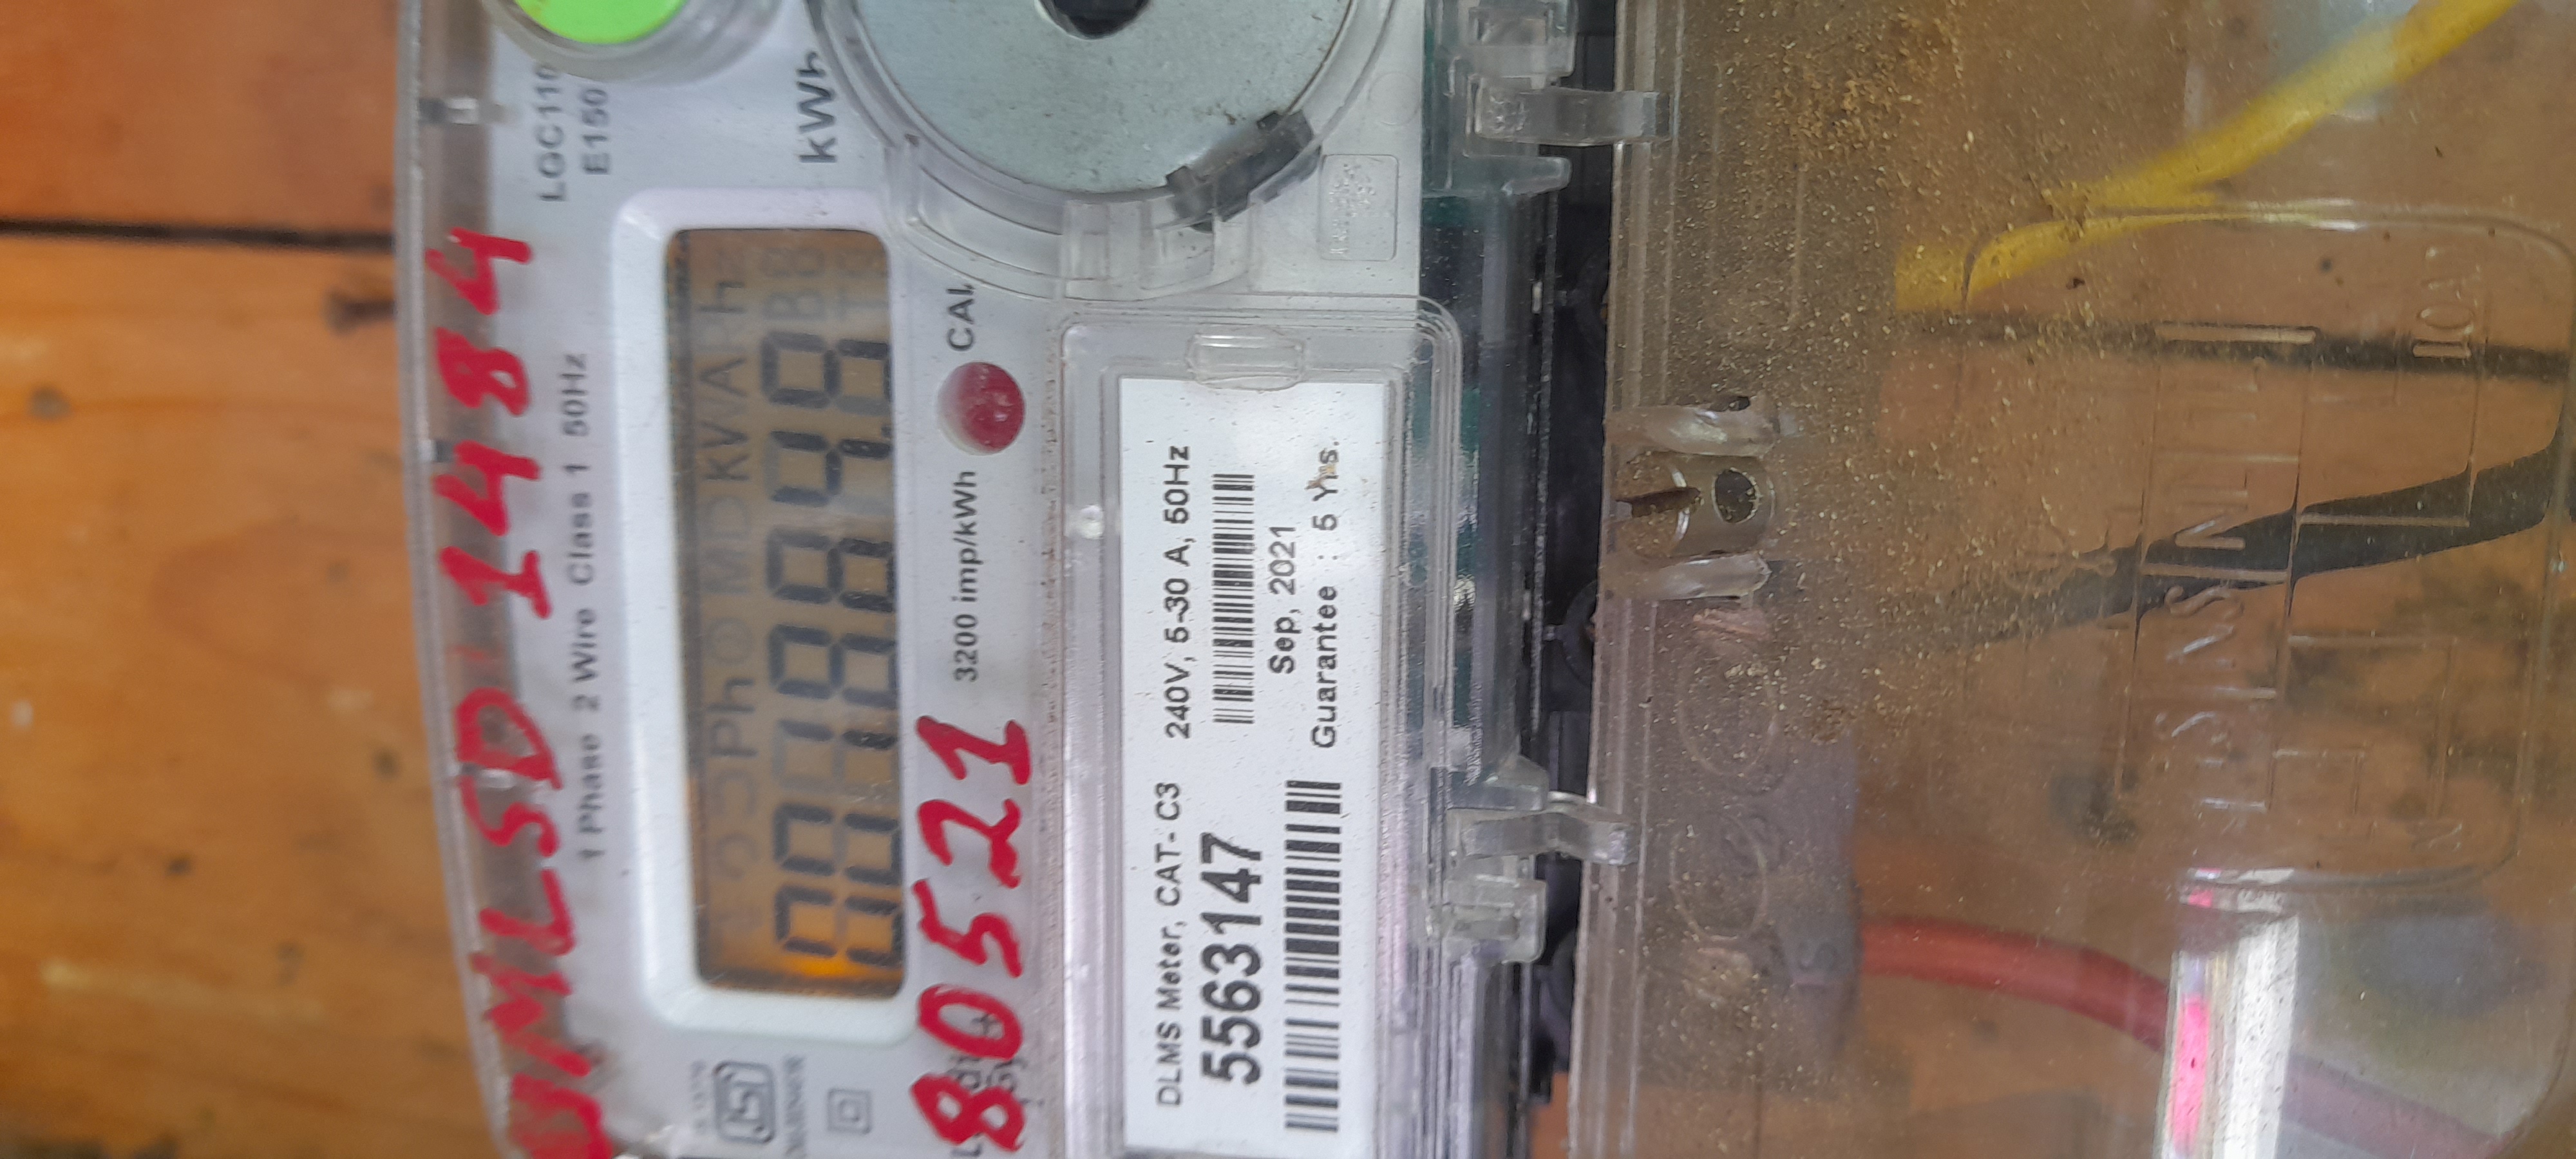 LGC110
E150
1484
1 Phase 2 Wire Class 1 50Hz
kWh
3200 imp/kWh CAL
80521
DLMS Meter, CAT- C3 240V, 5-30 A, 50Hz
5563147
Sep, 2021
Guarantee : 5 Yrs.